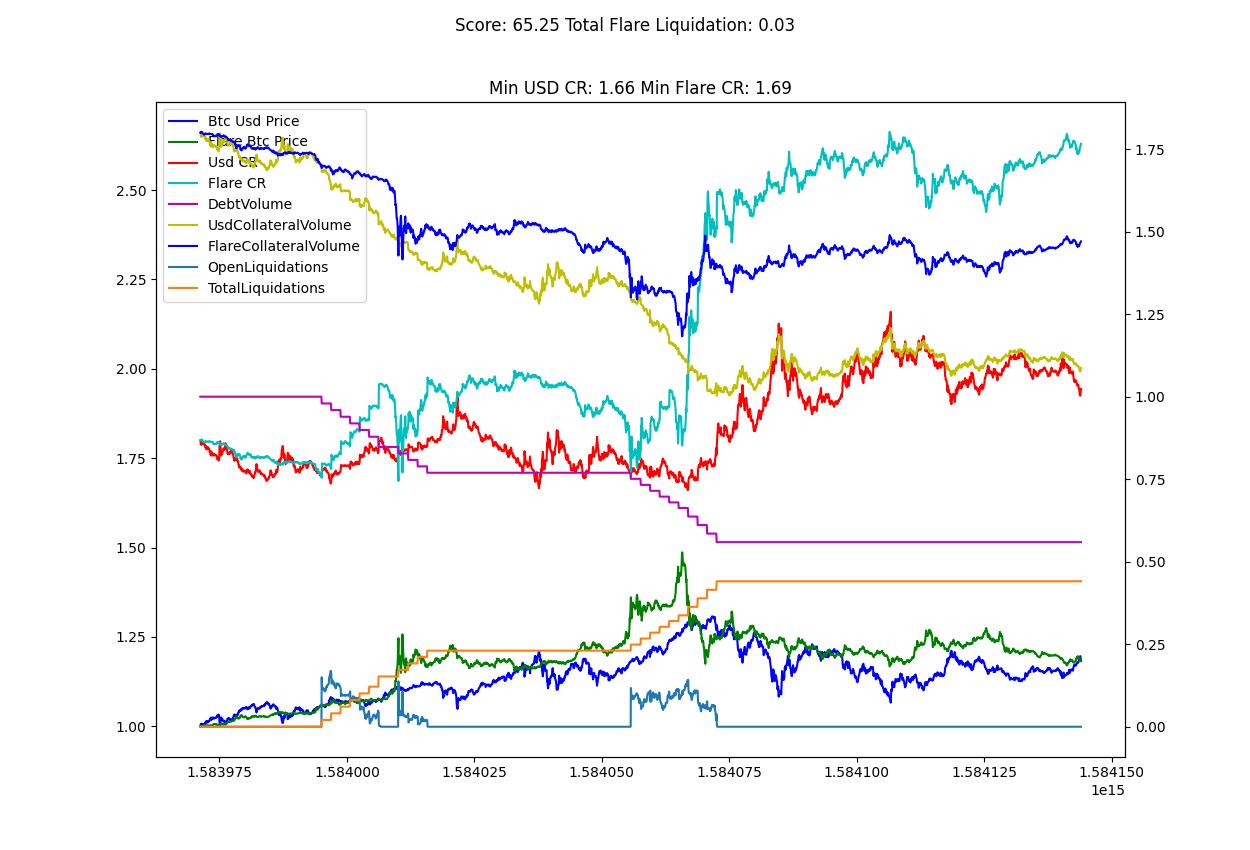 Score: 65.25 Total Flare Liquidation: 0.03
Min USD CR: 1.66 Min Flare CR: 1.69
Btc Usd Price
Flare Btc Price
Usd CR
Flare CR
DebtVolume
UsdCollateralVolume
FlareCollateralVolume
OpenLiquidations
TotalLiquidations
2.50
2.25
2.00
1.75
1.50
1.25
1.00
1.75
1.50
1.25
1.00
0.75
0.50
0.25
0.00
1.583975 1.584000 1.584025 1.584050 1.584075 1.584100 1.584125 1.584150
1e15